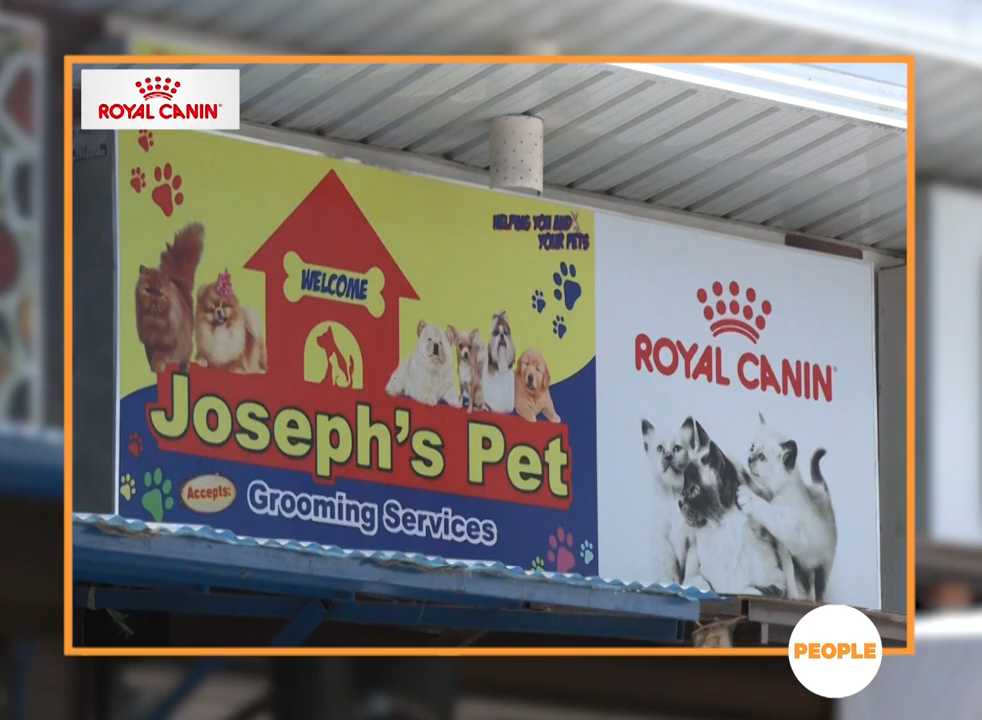 ROYAL CANIN
HELPING YOU AND
YOUR PETS
WELCOME
ROYAL CANIN
Joseph's Pet
Accepts:
Grooming Services
PEOPLE